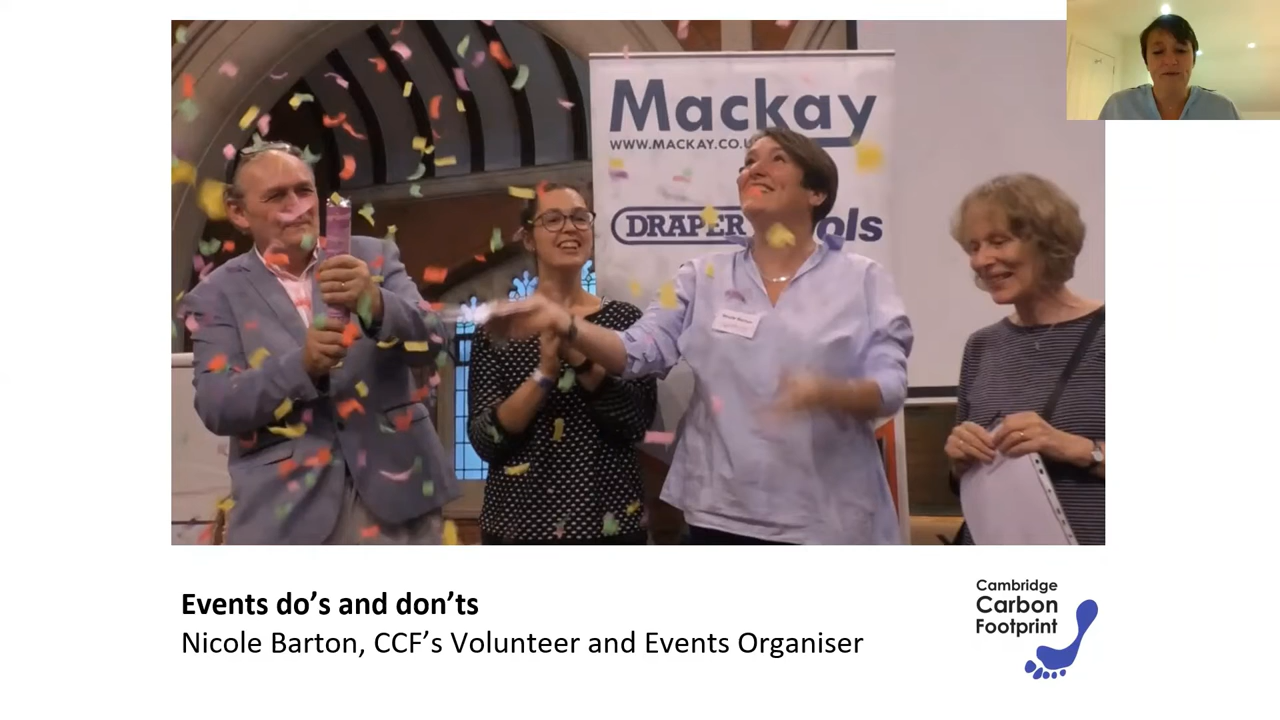 Mackay
WWW.MACKAY.CO.U
DRAPER
ols
Events do's and don'ts
Nicole Barton, CCF's Volunteer and Events Organiser
Cambridge
Carbon
Footprint